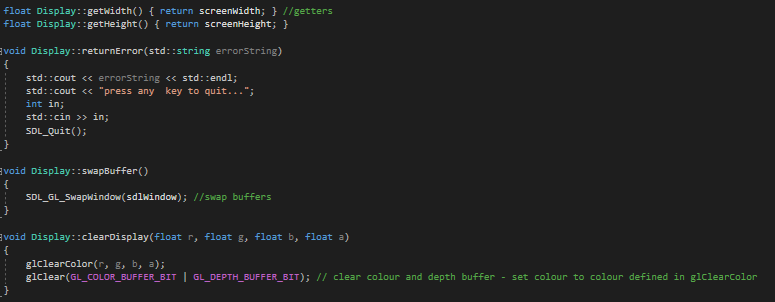 float Display::getWidth() { return screenWidth; } //getters
float Display::getHeight() { return screenHeight; }
void Display::returnError(std::string errorString)
{
std::cout << errorString << std::endl;
std::cout << "press any  key to quit...";
int in;
std::cin >> in;
SDL_Quit();
}
void Display::swapBuffer()
{
SDL_GL_SwapWindow(sdlWindow); //swap buffers
}
void Display::clearDisplay(float r, float g, float b, float a)
{
glClearColor(r, g, b, a);
glClear(GL_COLOR_BUFFER_BIT | GL_DEPTH_BUFFER_BIT); // clear colour and depth buffer - set colour to colour defined in glClearColor
}